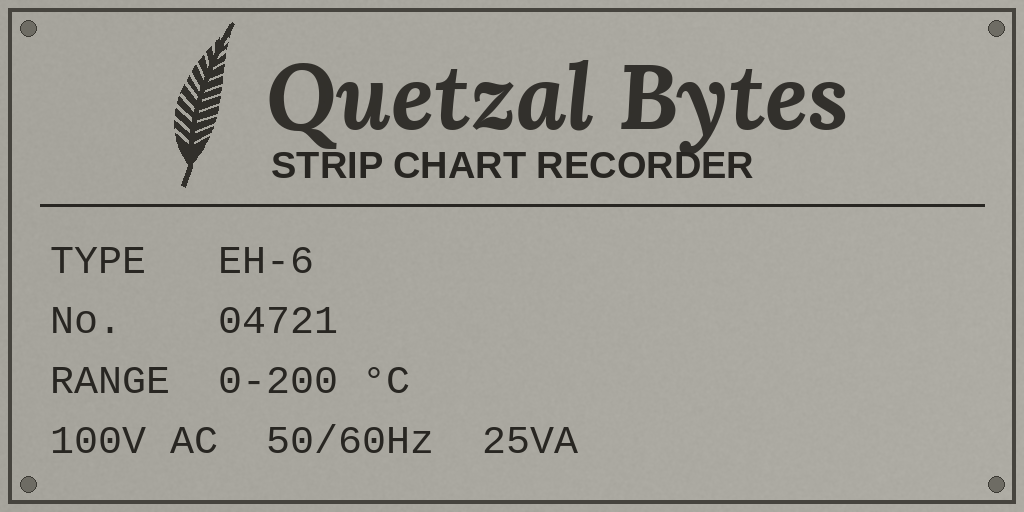 Quetzal Bytes
STRIP CHART RECORDER
TYPE EH-6
No. 04721
RANGE 0-200 °C
100V AC 50/60Hz 25VA